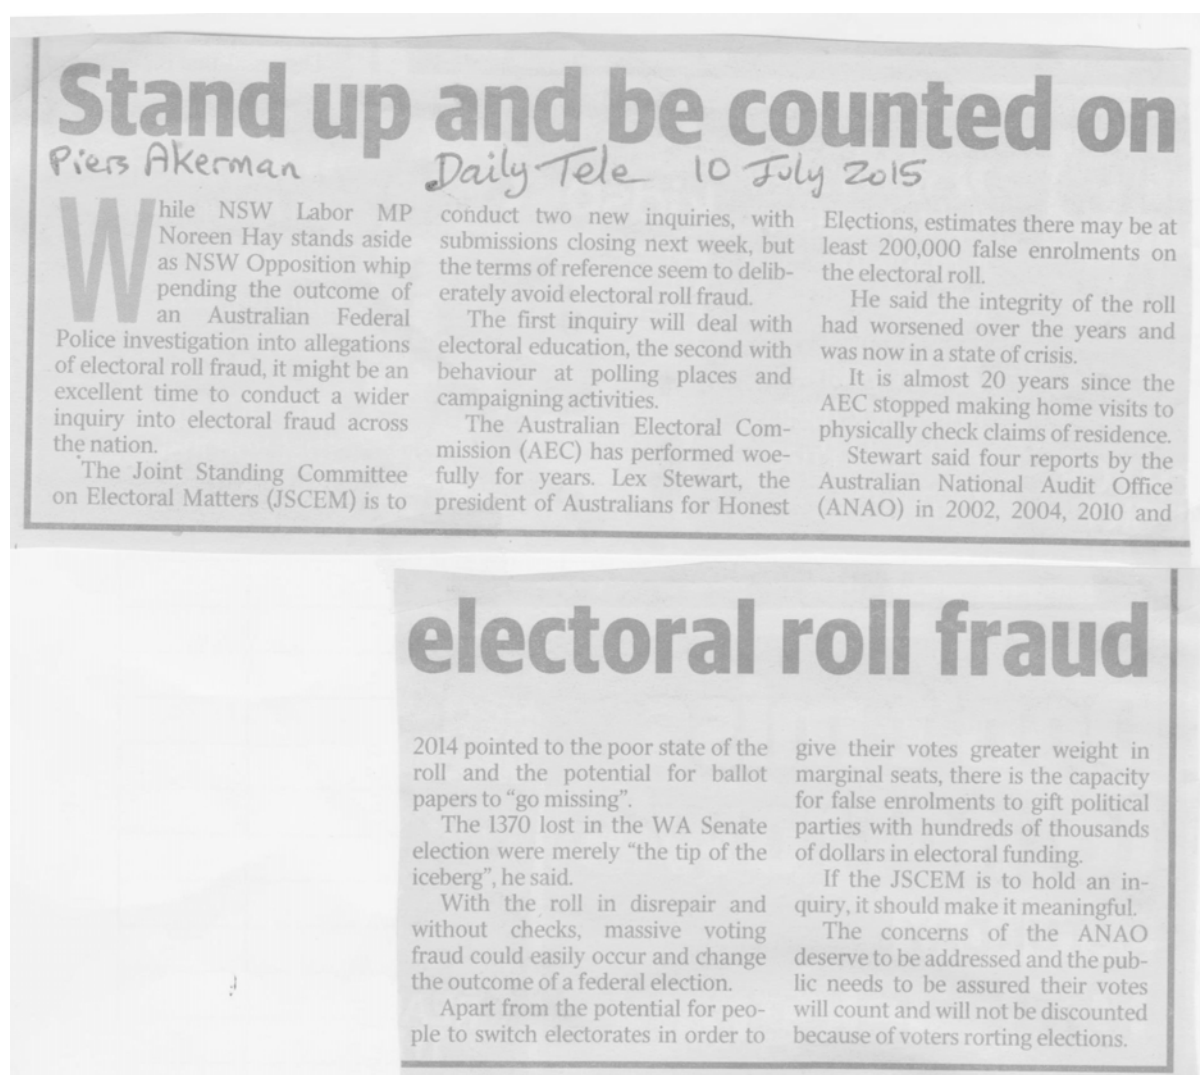 Stand up and be counted on
Piers Akerman Daily Tele 10 July 2015
While NSW Labor MP
Noreen Hay stands aside
as NSW Opposition whip
pending the outcome of
an Australian Federal
Police investigation into allegations
of electoral roll fraud, it might be an
excellent time to conduct a wider
inquiry into electoral fraud across
the nation.
The Joint Standing Committee
on Electoral Matters (JSCEM) is to
conduct two new inquiries, with
submissions closing next week, but
the terms of reference seem to delib-
erately avoid electoral roll fraud.
The first inquiry will deal with
electoral education, the second with
behaviour at polling places and
campaigning activities.
The Australian Electoral Com-
mission (AEC) has performed woe-
fully for years. Lex Stewart, the
president of Australians for Honest
Elections, estimates there may be at
least 200,000 false enrolments on
the electoral roll.
He said the integrity of the roll
had worsened over the years and
was now in a state of crisis.
It is almost 20 years since the
AEC stopped making home visits to
physically check claims of residence.
Stewart said four reports by the
Australian National Audit Office
(ANAO) in 2002, 2004, 2010 and
electoral roll fraud
2014 pointed to the poor state of the
roll and the potential for ballot
papers to “go missing”.
The 1370 lost in the WA Senate
election were merely “the tip of the
iceberg”, he said.
With the roll in disrepair and
without checks, massive voting
fraud could easily occur and change
the outcome of a federal election.
Apart from the potential for peo-
ple to switch electorates in order to
give their votes greater weight in
marginal seats, there is the capacity
for false enrolments to gift political
parties with hundreds of thousands
of dollars in electoral funding.
If the JSCEM is to hold an in-
quiry, it should make it meaningful.
The concerns of the ANAO
deserve to be addressed and the pub-
lic needs to be assured their votes
will count and will not be discounted
because of voters rorting elections.